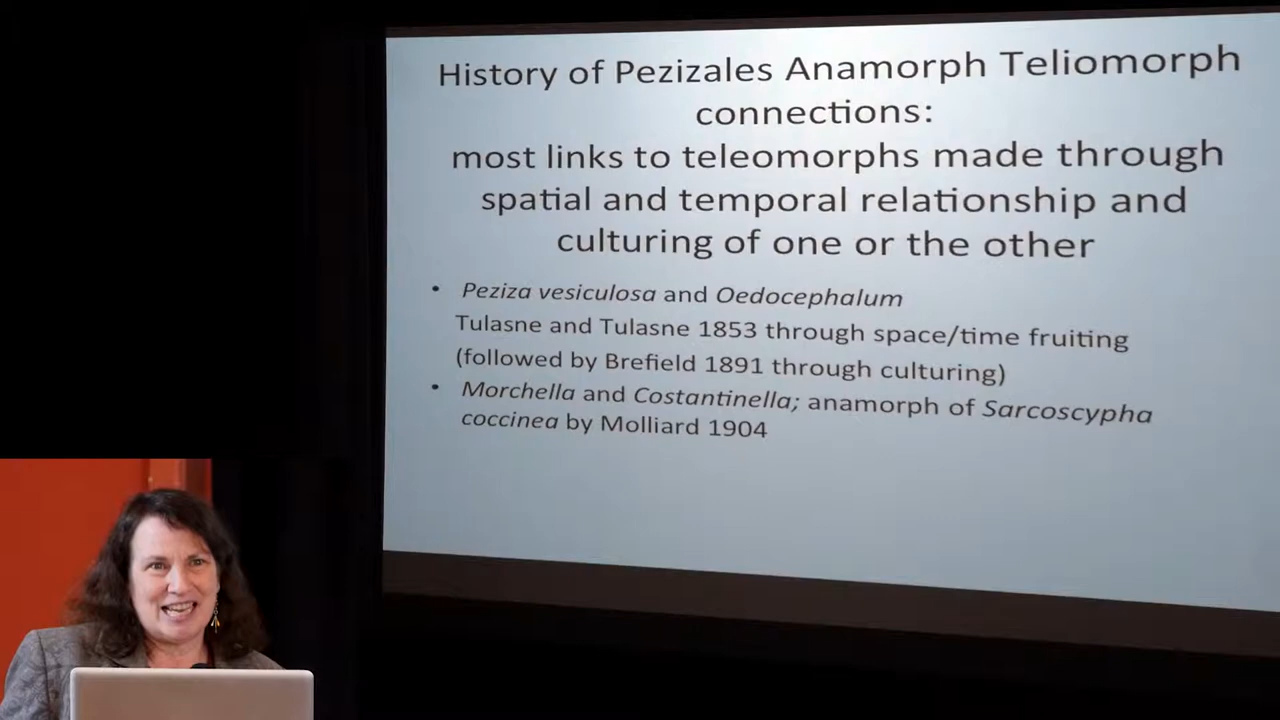 History of Pezizales Anamorph Teliomorph
connections:
most links to teleomorphs made through
spatial and temporal relationship and
culturing of one or the other
• Peziza vesiculosa and Oedocephalum
Tulasne and Tulasne 1853 through space/time fruiting
(followed by Brefield 1891 through culturing)
• Morchella and Costantinella; anamorph of Sarcoscypha
coccinea by Molliard 1904